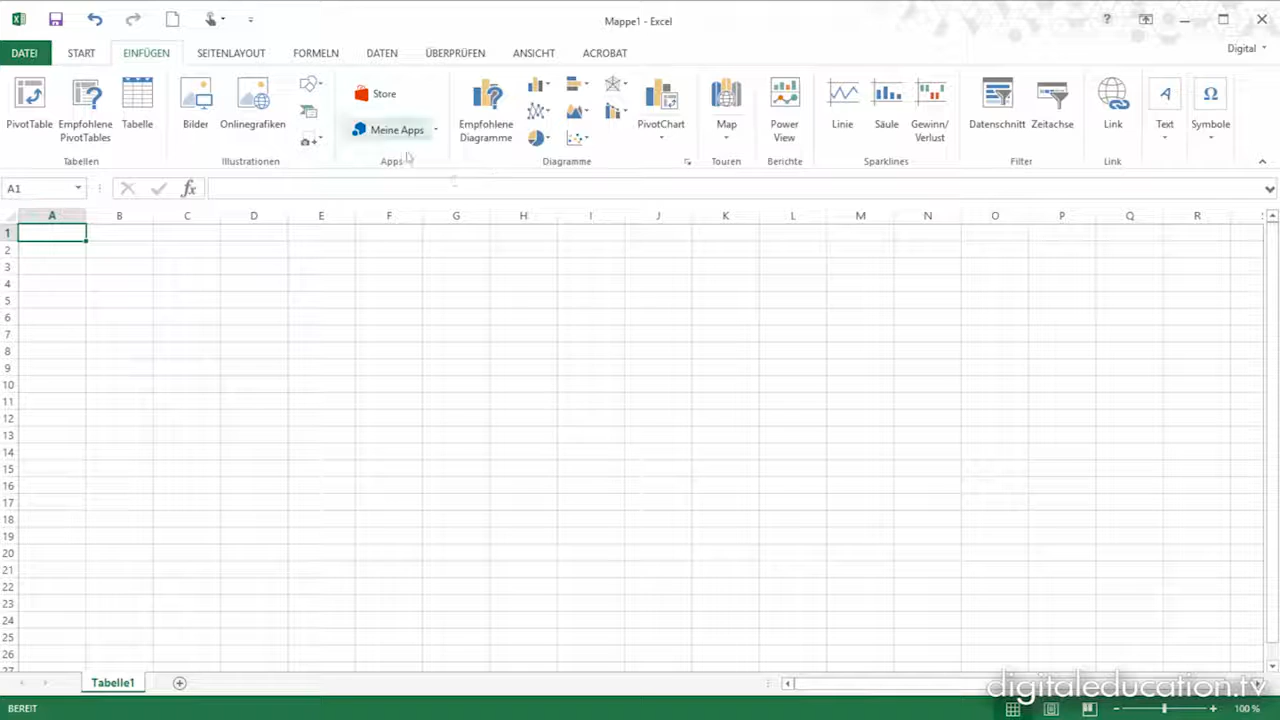 Mappe1 - Excel
?
DATEI START EINFÜGEN SEITENLAYOUT FORMELN DATEN ÜBERPRÜFEN ANSICHT ACROBAT Digital
Store
Meine Apps
PivotTable Empfohlene PivotTables Tabelle Bilder Onlinegrafiken Empfohlene Diagramme PivotChart Map Power View Linie Säule Gewinn/ Verlust Datenschnitt Zeitachse Link Text Symbole
Tabellen Illustrationen Apps Diagramme Touren Berichte Sparklines Filter Link
A1 fx
A B C D E F G H I J K L M N O P Q R
1
2
3
4
5
6
7
8
9
10
11
12
13
14
15
16
17
18
19
20
21
22
23
24
25
26
27
Tabelle1
digitaleducation.tv
BEREIT 100 %